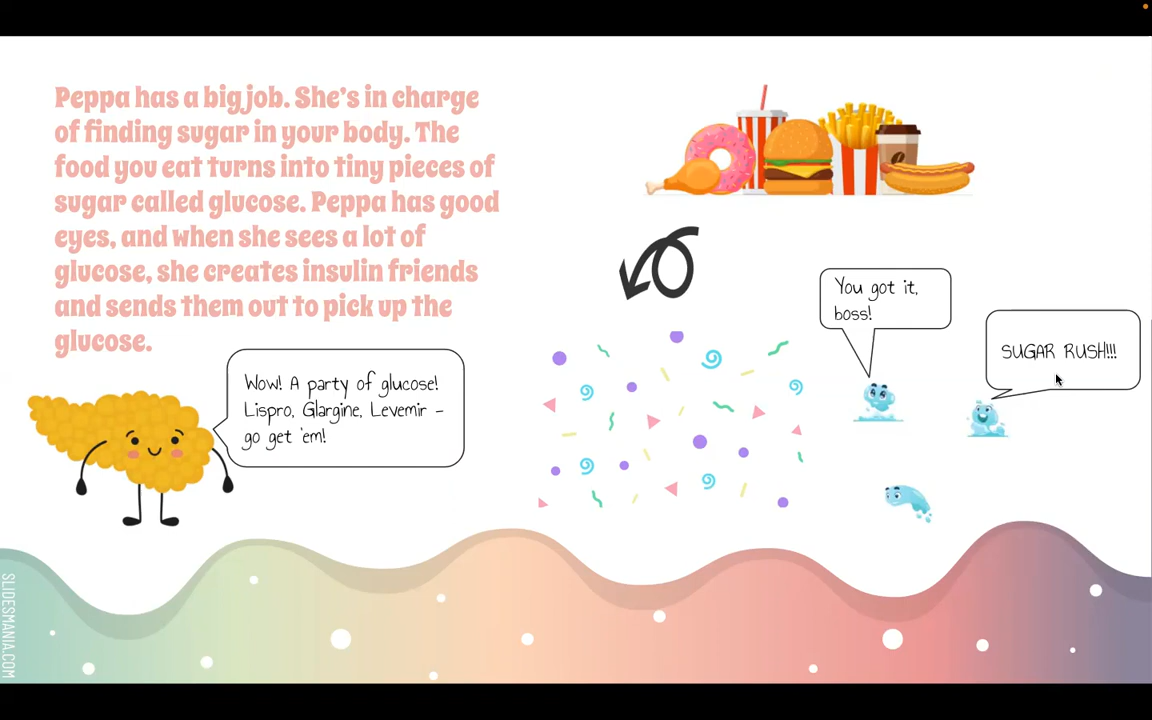 Peppa has a big job. She's in charge
of finding sugar in your body. The
food you eat turns into tiny pieces of
sugar called glucose. Peppa has good
eyes, and when she sees a lot of
glucose, she creates insulin friends
and sends them out to pick up the
glucose.
Wow! A party of glucose!
Lispro, Glargine, Levemir -
go get 'em!
You got it,
boss!
SUGAR RUSH!!!
SLIDESMANIA.COM